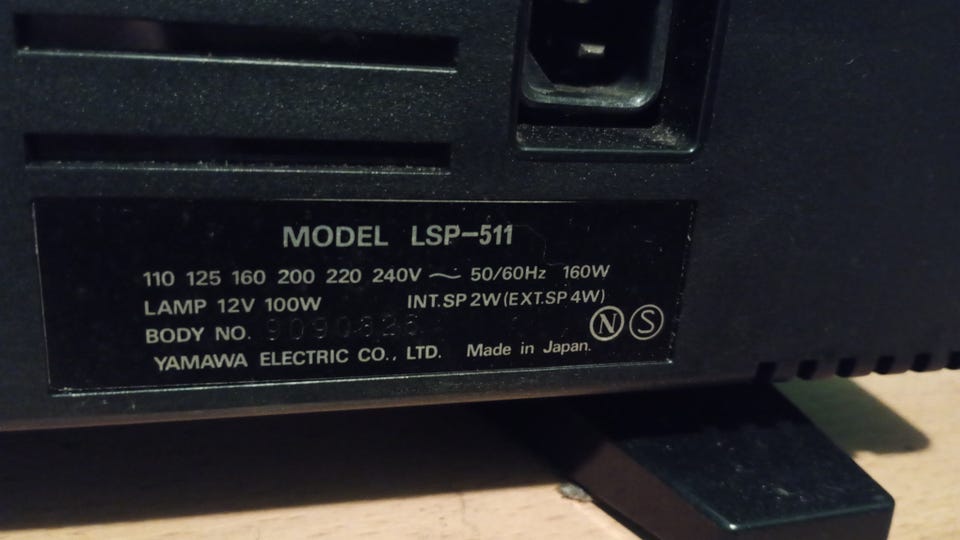 MODEL LSP-511
110 125 160 200 220 240V ~ 50/60Hz 160W
LAMP 12V 100W INT.SP 2W(EXT.SP 4W)
BODY NO. N S
YAMAWA ELECTRIC CO., LTD. Made in Japan.